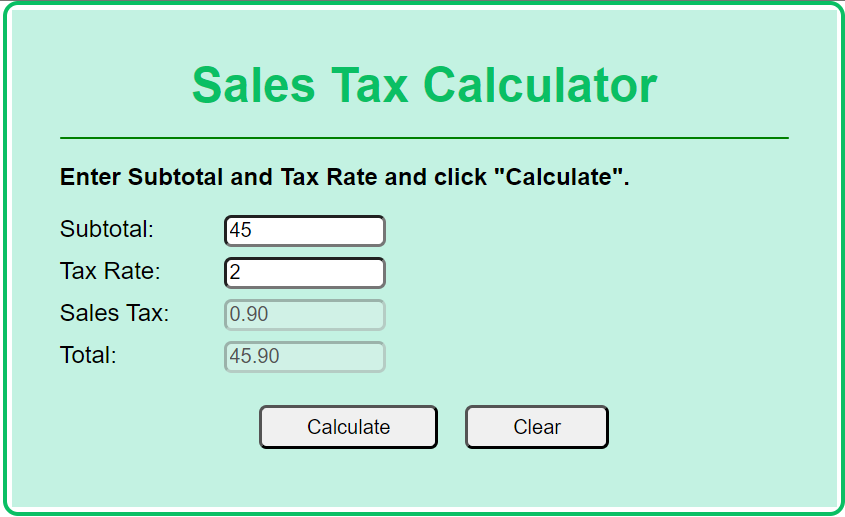 Sales Tax Calculator
Enter Subtotal and Tax Rate and click "Calculate".
Subtotal: 45
Tax Rate: 2
Sales Tax: 0.90
Total: 45.90
Calculate Clear